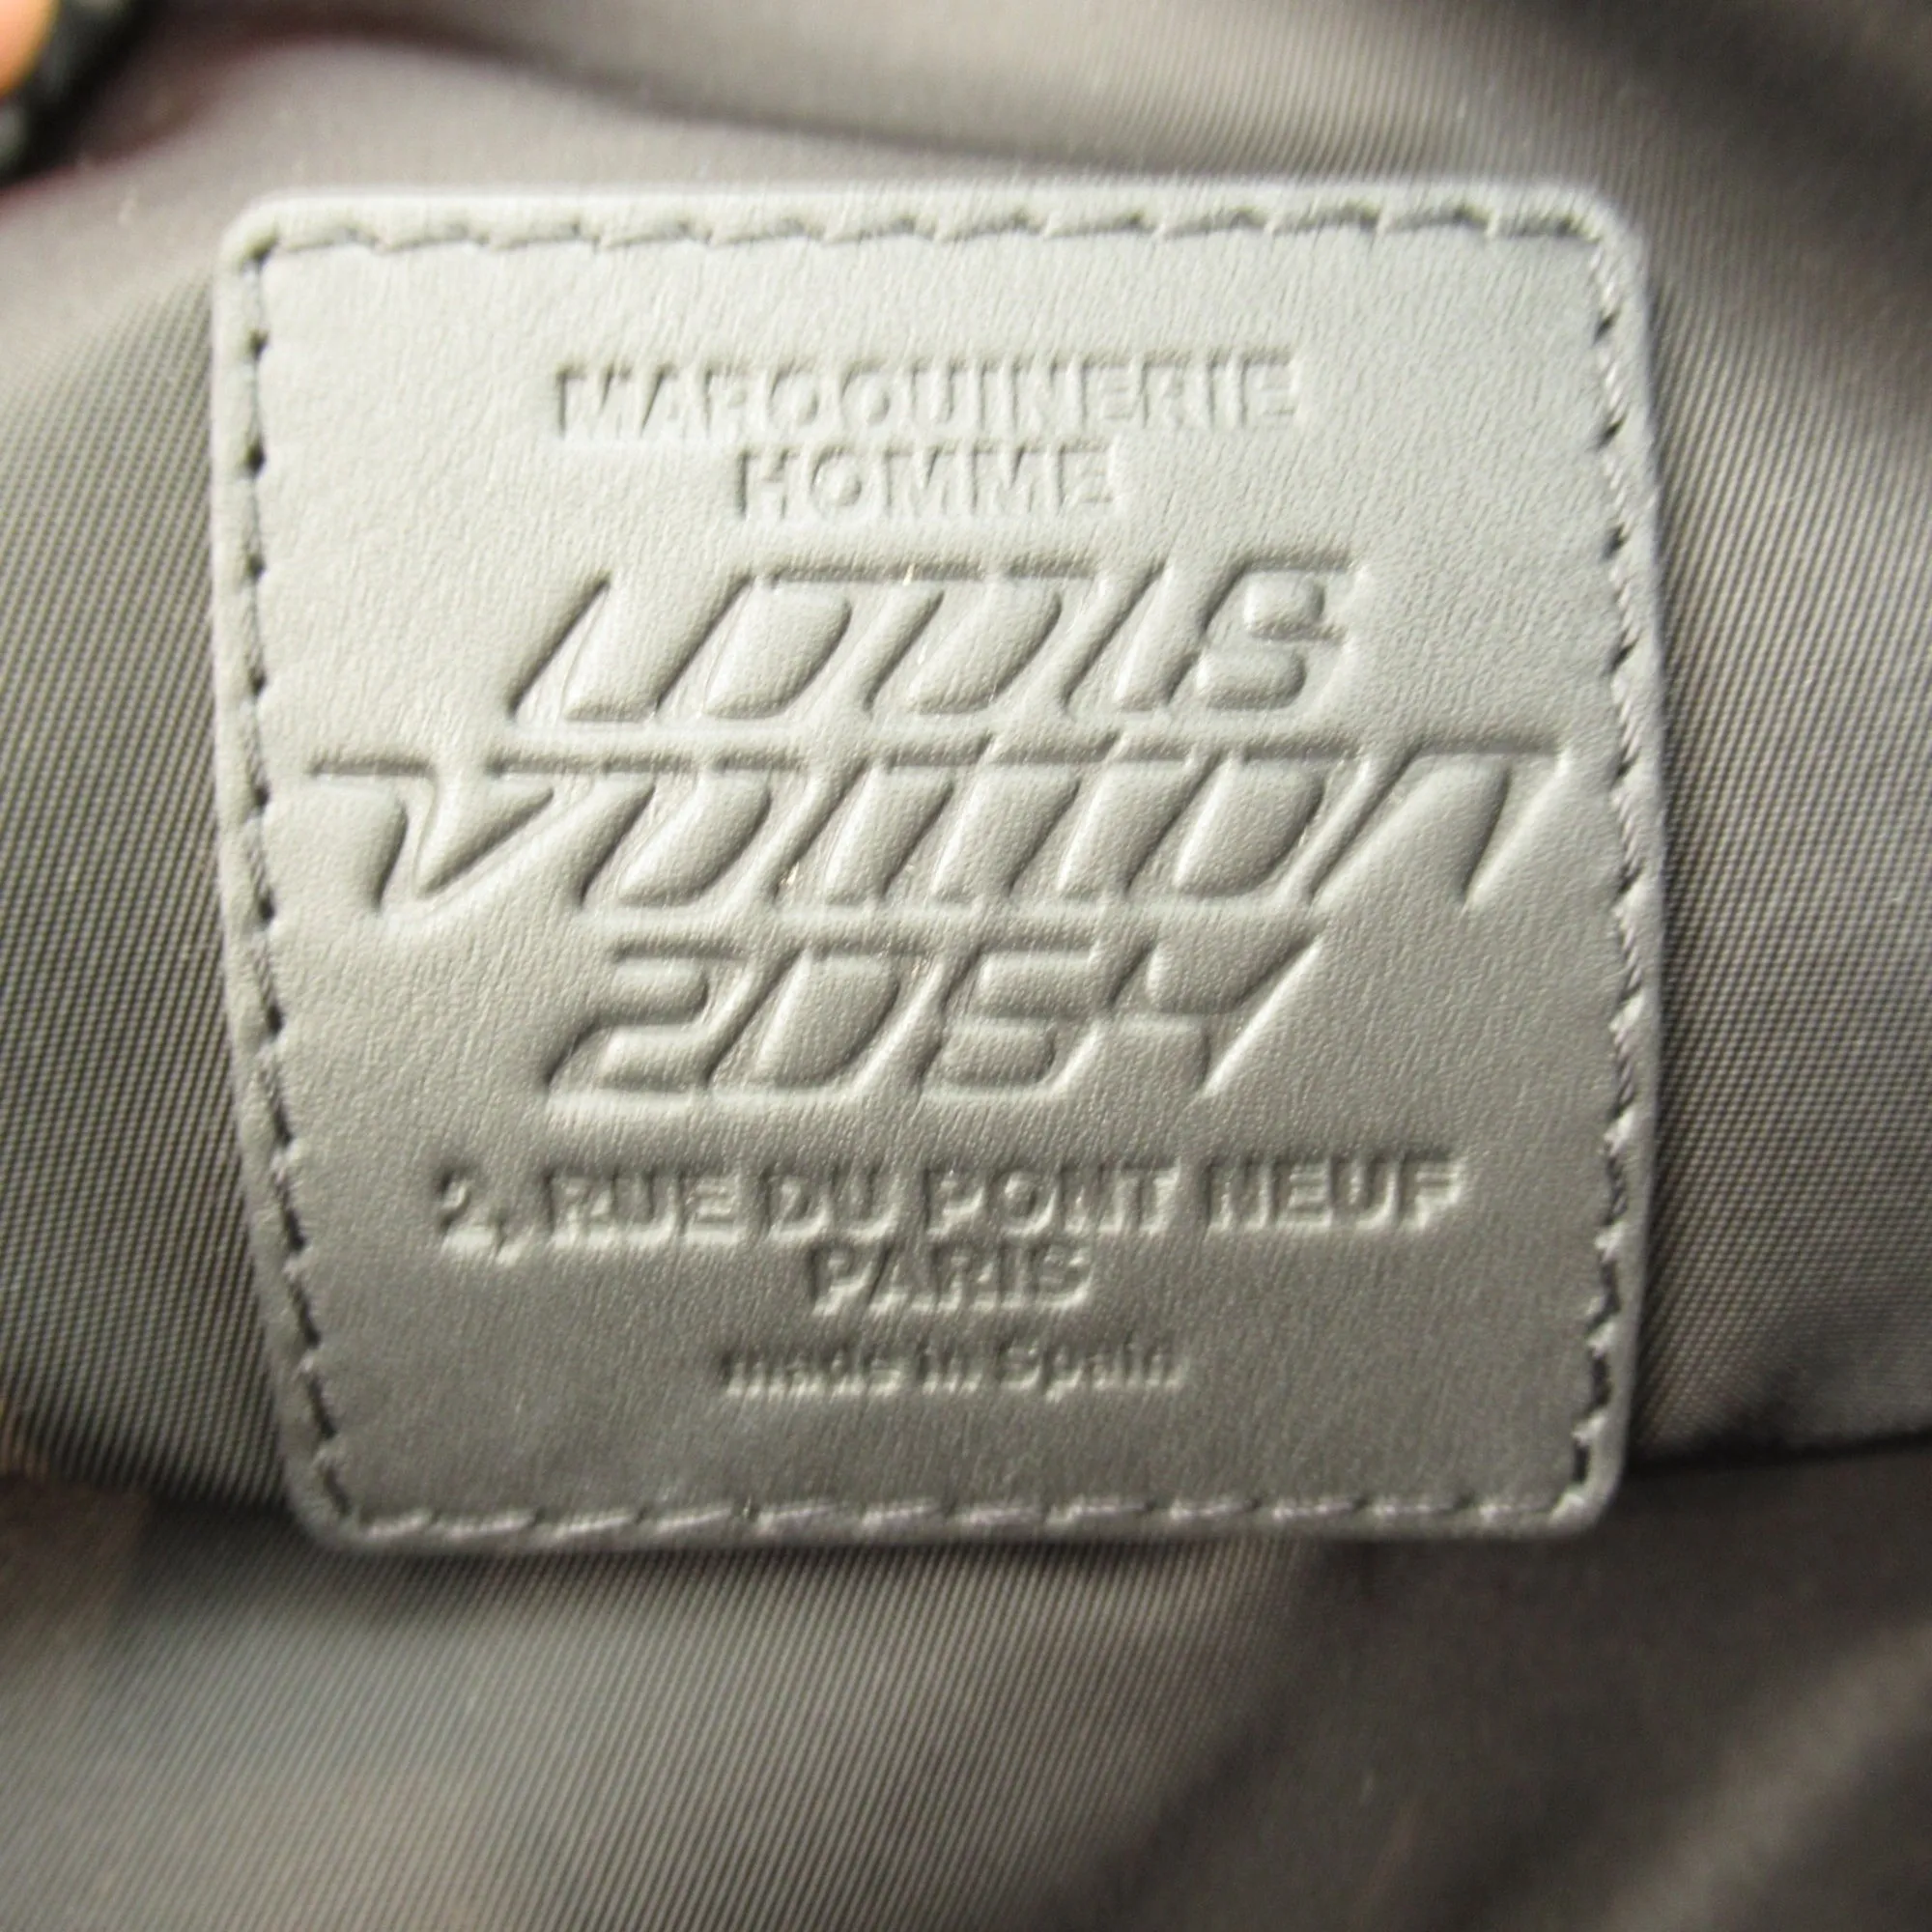 MAROQUINERIE
HOMME
LOUIS
VUITTON
2054
2, RUE DU PONT NEUF
PARIS
made in Spain